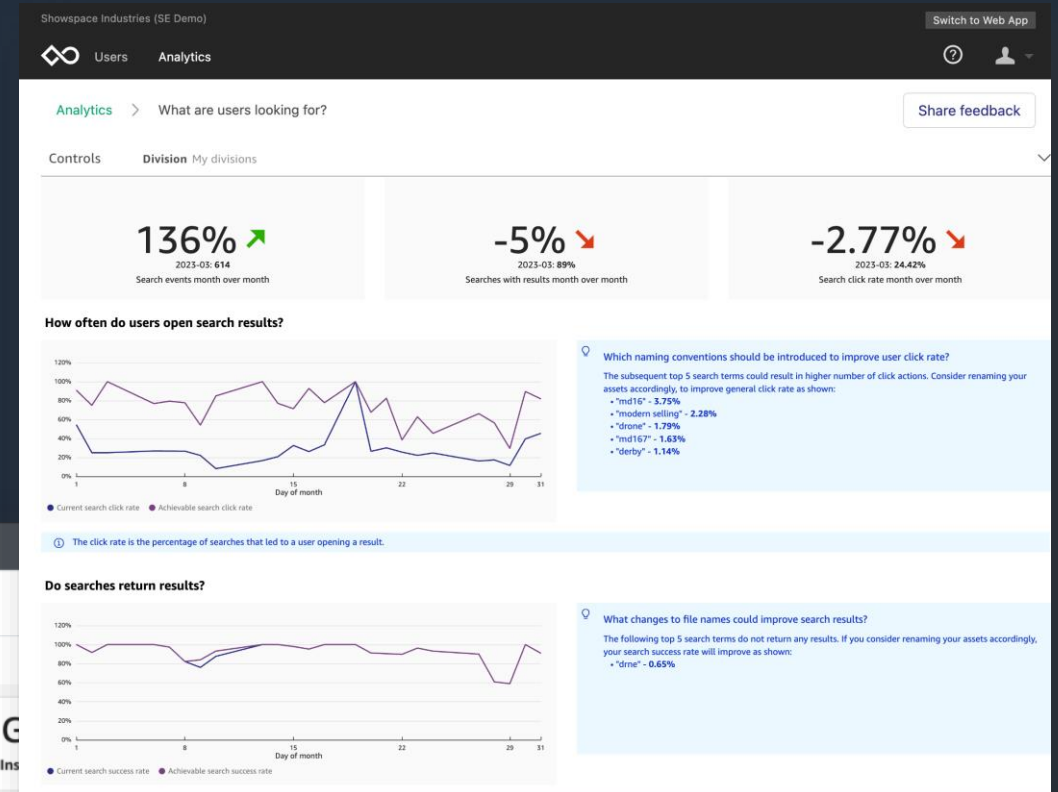 Showspace Industries (SE Demo)
Switch to Web App
Users Analytics
Analytics > What are users looking for?
Share feedback
Controls Division My divisions
136%
2023-03: 614
Search events month over month
-5%
2023-03: 89%
Searches with results month over month
-2.77%
2023-03: 24.42%
Search click rate month over month
How often do users open search results?
120%
100%
80%
60%
40%
20%
0%
1 8 15 22 29 31
Day of month
Current search click rate Achievable search click rate
Which naming conventions should be introduced to improve user click rate?
The subsequent top 5 search terms could result in higher number of click actions. Consider renaming your
assets accordingly, to improve general click rate as shown:
• "md16" - 3.75%
• "modern selling" - 2.28%
• "drone" - 1.79%
• "md167" - 1.63%
• "derby" - 1.14%
The click rate is the percentage of searches that led to a user opening a result.
Do searches return results?
120%
100%
80%
60%
40%
20%
0%
1 8 15 22 29 31
Day of month
Current search success rate Achievable search success rate
What changes to file names could improve search results?
The following top 5 search terms do not return any results. If you consider renaming your assets accordingly,
your search success rate will improve as shown:
• "drne" - 0.65%
G
Ins